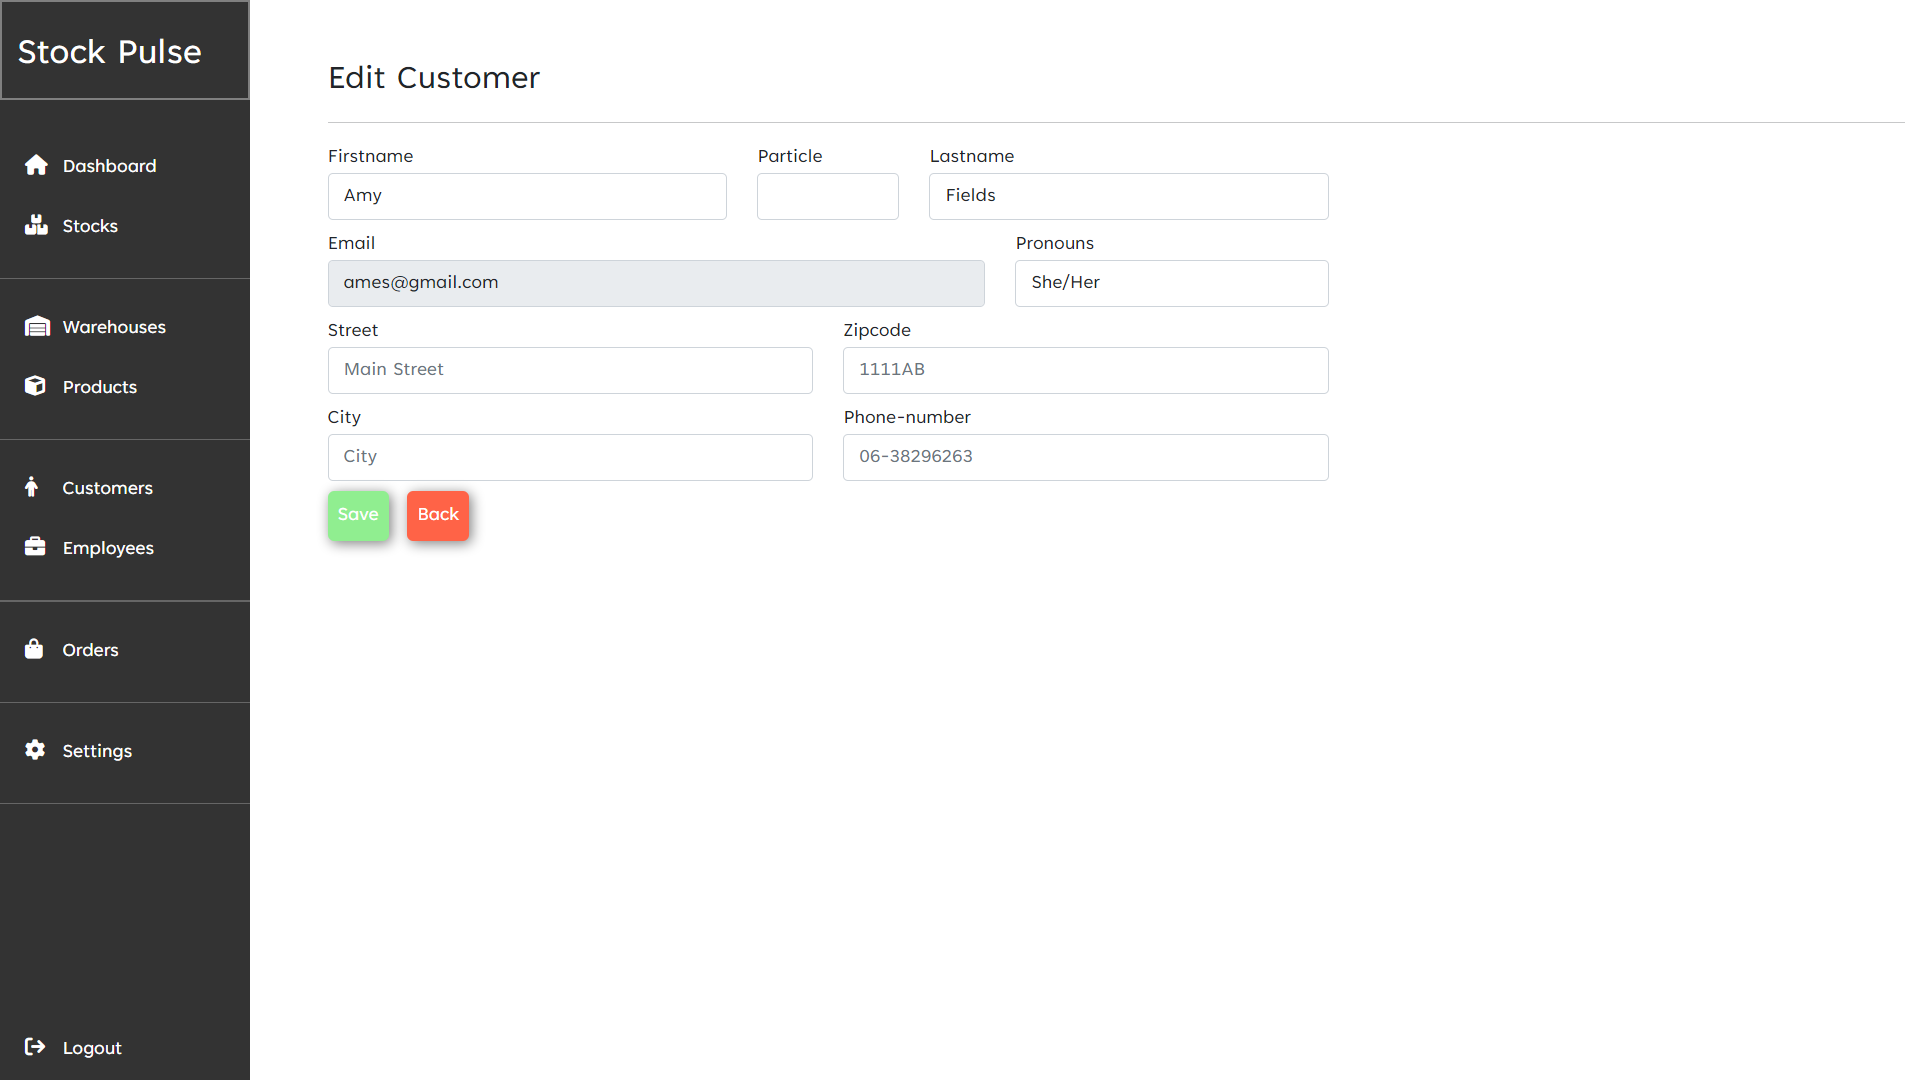 Stock Pulse
Dashboard
Stocks
Warehouses
Products
Customers
Employees
Orders
Settings
Logout
Edit Customer
Firstname Particle Lastname
Amy Fields
Email Pronouns
ames@gmail.com She/Her
Street Zipcode
Main Street 1111AB
City Phone-number
City 06-38296263
Save Back